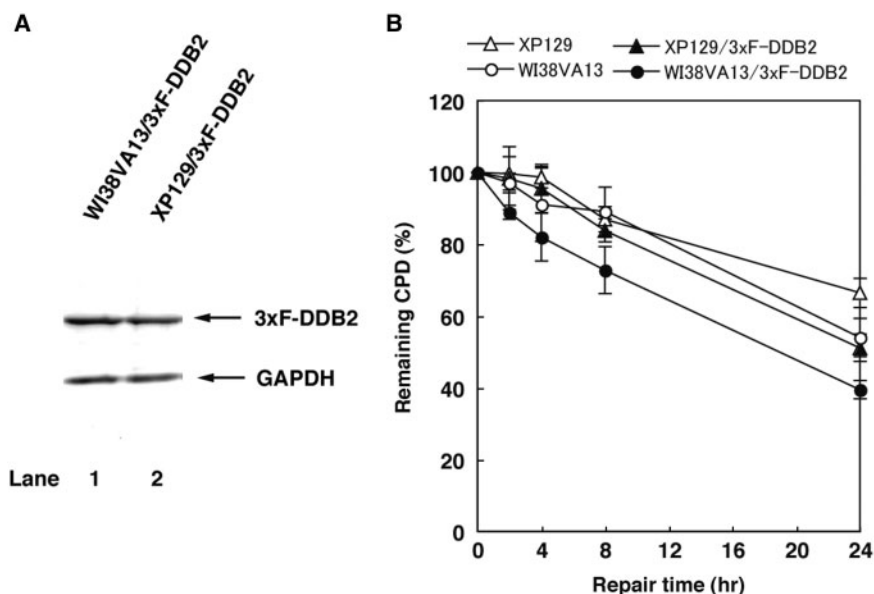 A
WI38VA13/3xF-DDB2
XP129/3xF-DDB2
3xF-DDB2
GAPDH
Lane 1 2
B
XP129 XP129/3xF-DDB2
WI38VA13 WI38VA13/3xF-DDB2
120
100
80
60
40
20
0
Remaining CPD (%)
0 4 8 12 16 20 24
Repair time (hr)